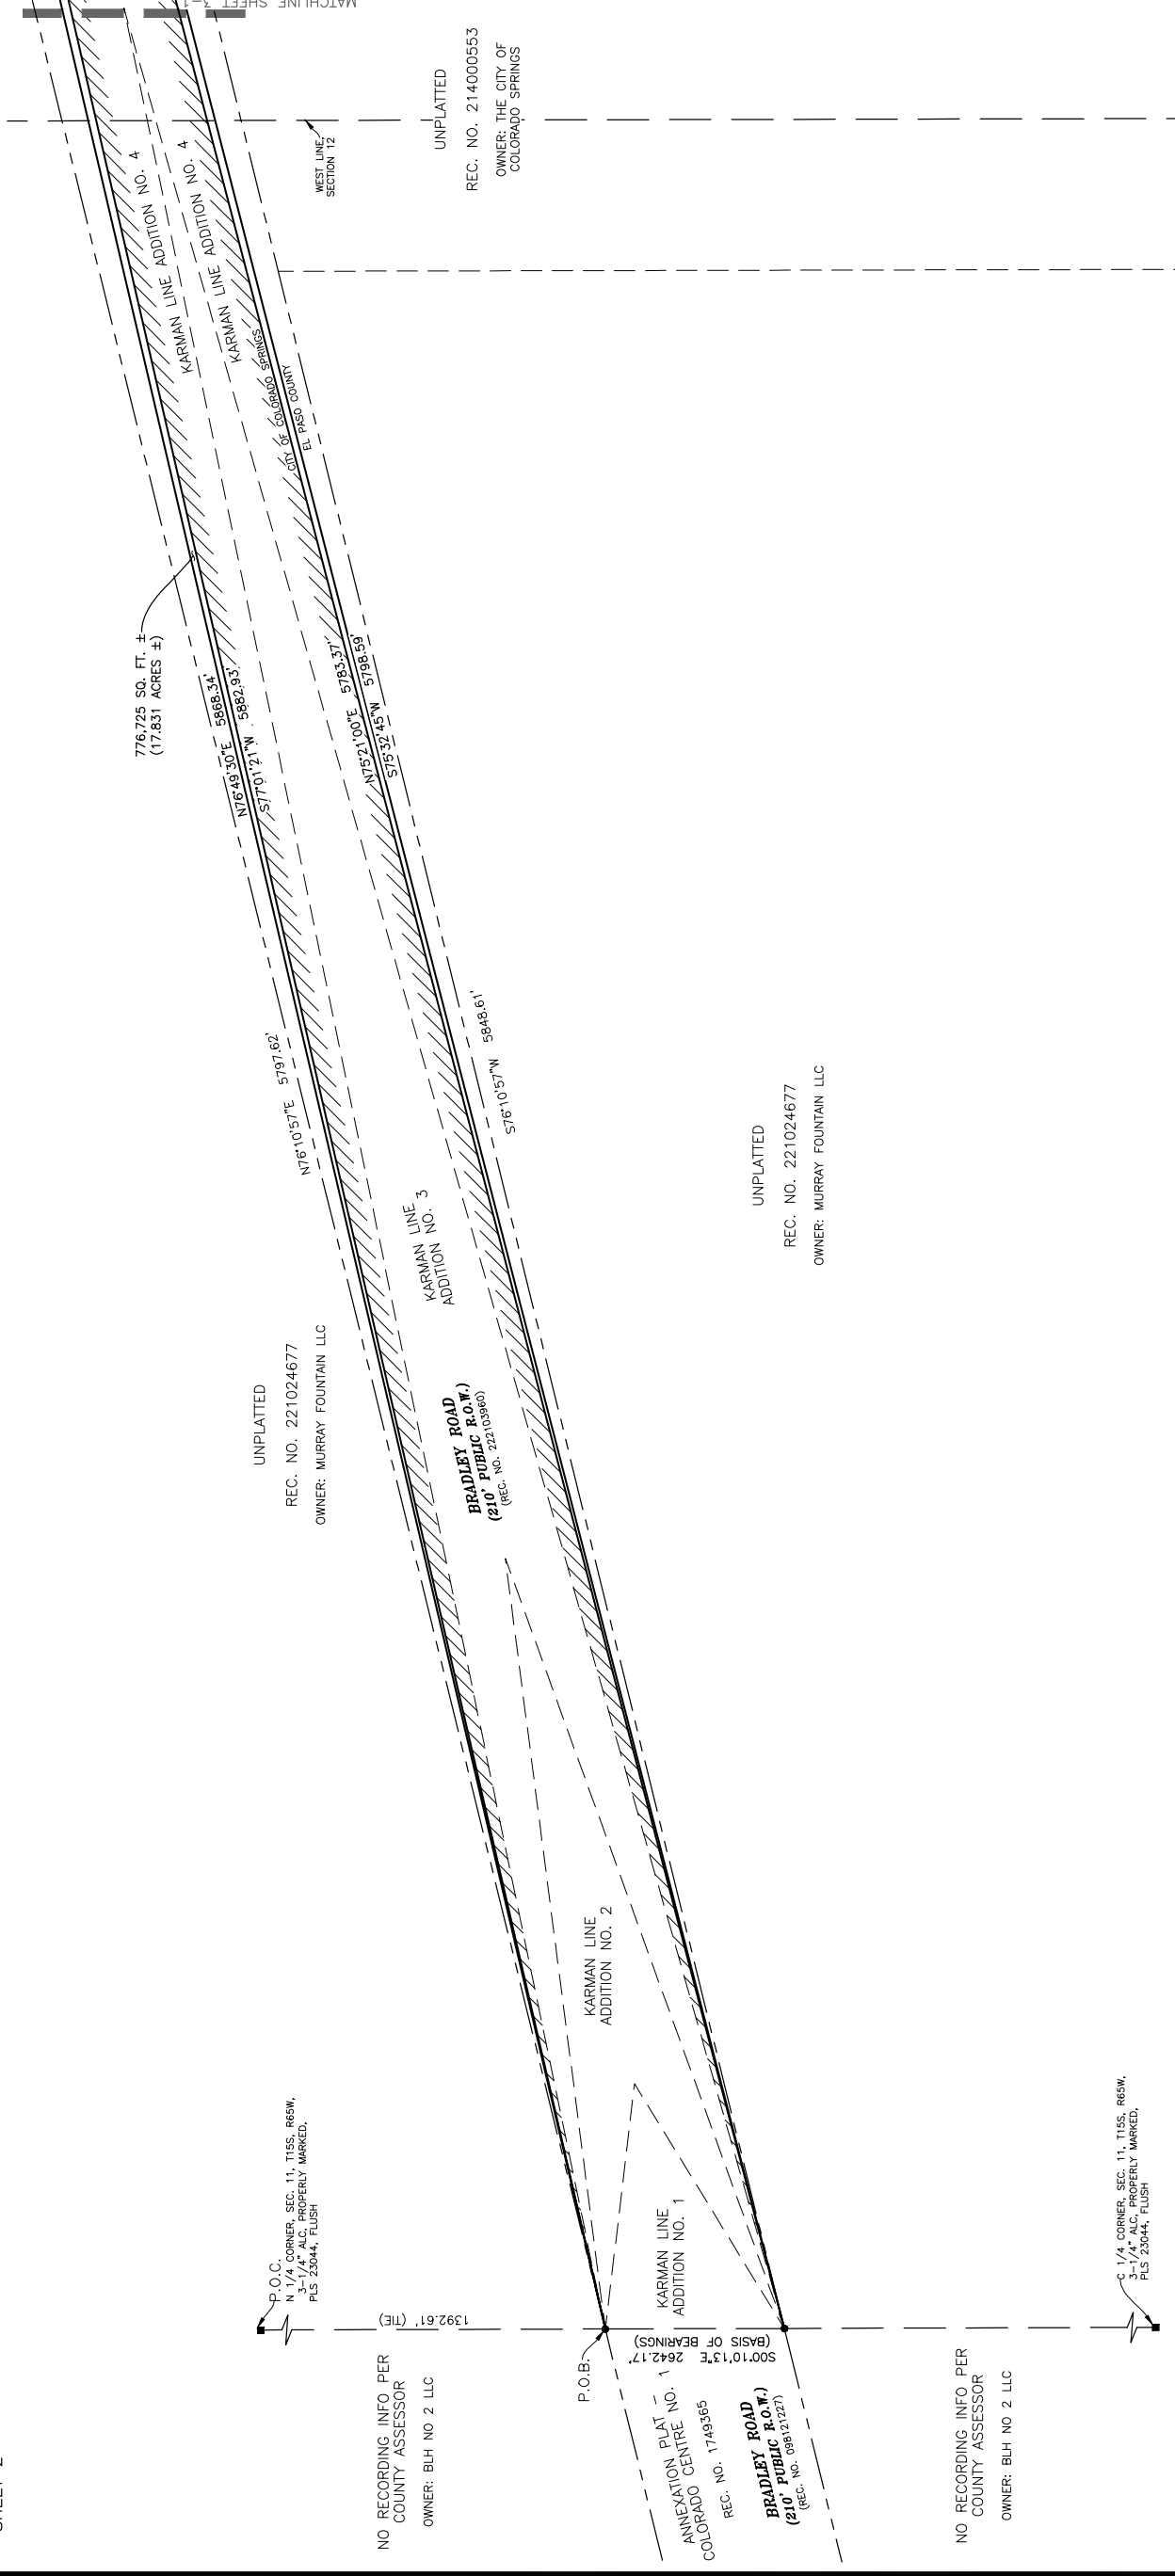 MATCHLINE SHEET 3-1
UNPLATTED
REC. NO. 214000553
OWNER: THE CITY OF
COLORADO SPRINGS
WEST LINE,
SECTION 12
KARMAN LINE ADDITION NO. 4
KARMAN LINE ADDITION NO. 4
CITY OF COLORADO SPRINGS
EL PASO COUNTY
776,725 SQ. FT. ±
(17.831 ACRES ±)
N76°49'30"E 5868.34'
S77°01'21"W 5882.93'
N75°21'00"E 5783.37'
S75°32'45"W 5798.59'
N76°10'57"E 5797.62'
S76°10'57"W 5848.61'
UNPLATTED
REC. NO. 221024677
OWNER: MURRAY FOUNTAIN LLC
KARMAN LINE
ADDITION NO. 3
UNPLATTED
REC. NO. 221024677
OWNER: MURRAY FOUNTAIN LLC
BRADLEY ROAD
(210' PUBLIC R.O.W.)
(REC. NO. 222103960)
KARMAN LINE
ADDITION NO. 2
KARMAN LINE
ADDITION NO. 1
P.O.C.
N 1/4 CORNER, SEC. 11, T15S, R65W,
3-1/4" ALC, PROPERLY MARKED,
PLS 23044, FLUSH
1392.61' (TIE)
P.O.B.
S00°10'13"E 2642.17'
(BASIS OF BEARINGS)
C 1/4 CORNER, SEC. 11, T15S, R65W,
3-1/4" ALC, PROPERLY MARKED,
PLS 23044, FLUSH
NO RECORDING INFO PER
COUNTY ASSESSOR
OWNER: BLH NO 2 LLC
ANNEXATION PLAT -
COLORADO CENTRE NO. 1
REC. NO. 1749365
BRADLEY ROAD
(210' PUBLIC R.O.W.)
(REC. NO. 098121227)
NO RECORDING INFO PER
COUNTY ASSESSOR
OWNER: BLH NO 2 LLC